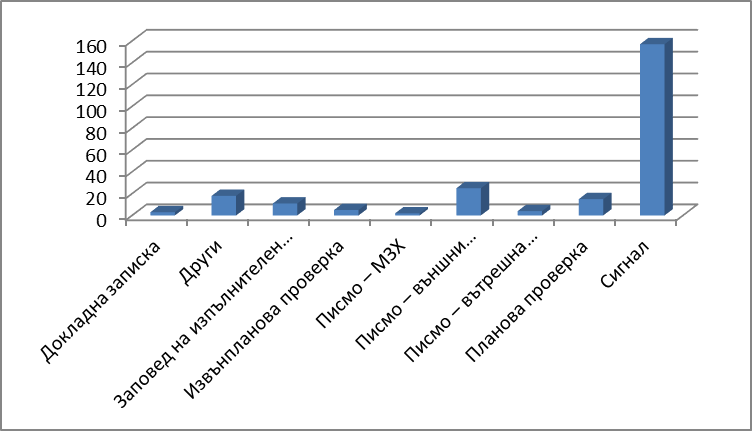 160
140
120
100
80
60
40
20
0
Докладна записка
Други
Заповед на изпълнителен...
Извънпланова проверка
Писмо – МЗХ
Писмо – външни...
Писмо – вътрешна...
Планова проверка
Сигнал